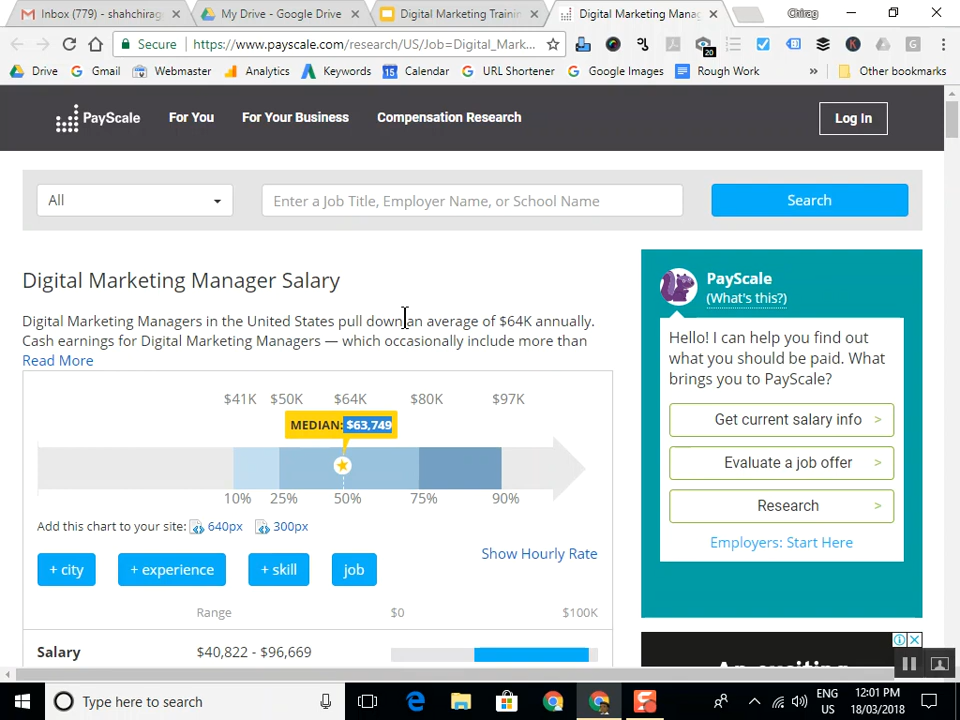 Inbox (779) - shahchirag
My Drive - Google Drive
Digital Marketing Trainin
Digital Marketing Mana
Chirag
Secure
https://www.payscale.com/research/US/Job=Digital_Mark...
20
Drive
Gmail
Webmaster
Analytics
Keywords
15
Calendar
URL Shortener
Google Images
Rough Work
»
Other bookmarks
PayScale
For You
For Your Business
Compensation Research
Log In
All
Enter a Job Title, Employer Name, or School Name
Search
Digital Marketing Manager Salary
Digital Marketing Managers in the United States pull down an average of $64K annually.
Cash earnings for Digital Marketing Managers — which occasionally include more than
Read More
$41K $50K $64K $80K $97K
MEDIAN: $63,749
10% 25% 50% 75% 90%
Add this chart to your site: 640px 300px
Show Hourly Rate
+ city
+ experience
+ skill
job
Range $0 $100K
Salary $40,822 - $96,669
PayScale
(What's this?)
Hello! I can help you find out
what you should be paid. What
brings you to PayScale?
Get current salary info >
Evaluate a job offer >
Research >
Employers: Start Here
An exciting
Type here to search
ENG
US
12:01 PM
18/03/2018